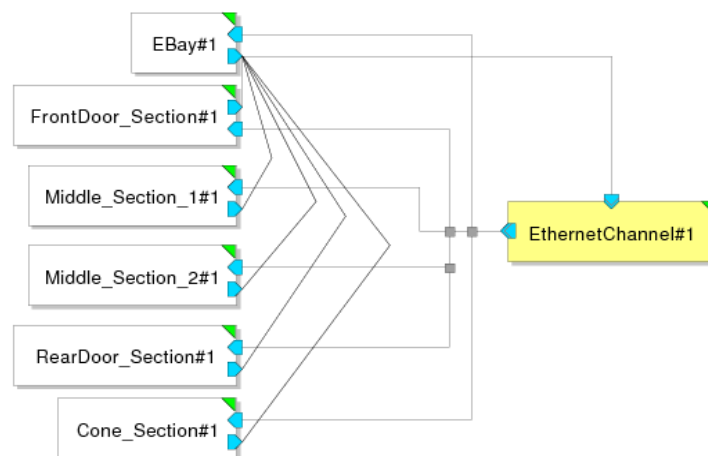 EBay#1
FrontDoor_Section#1
Middle_Section_1#1
EthernetChannel#1
Middle_Section_2#1
RearDoor_Section#1
Cone_Section#1